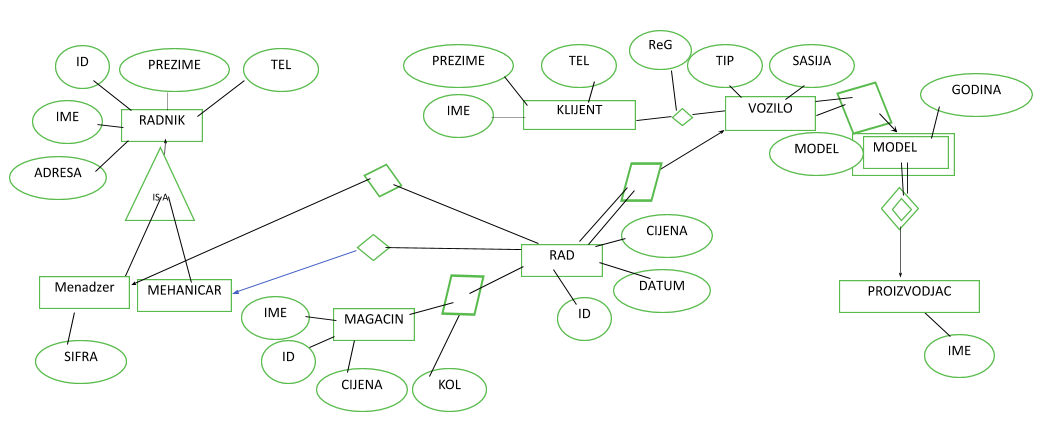 ID
PREZIME
TEL
IME
RADNIK
ADRESA
IS A
Menadzer
MEHANICAR
SIFRA
PREZIME
TEL
ReG
TIP
SASIJA
GODINA
IME
KLIJENT
VOZILO
MODEL
MODEL
RAD
CIJENA
DATUM
ID
IME
MAGACIN
ID
CIJENA
KOL
PROIZVODJAC
IME